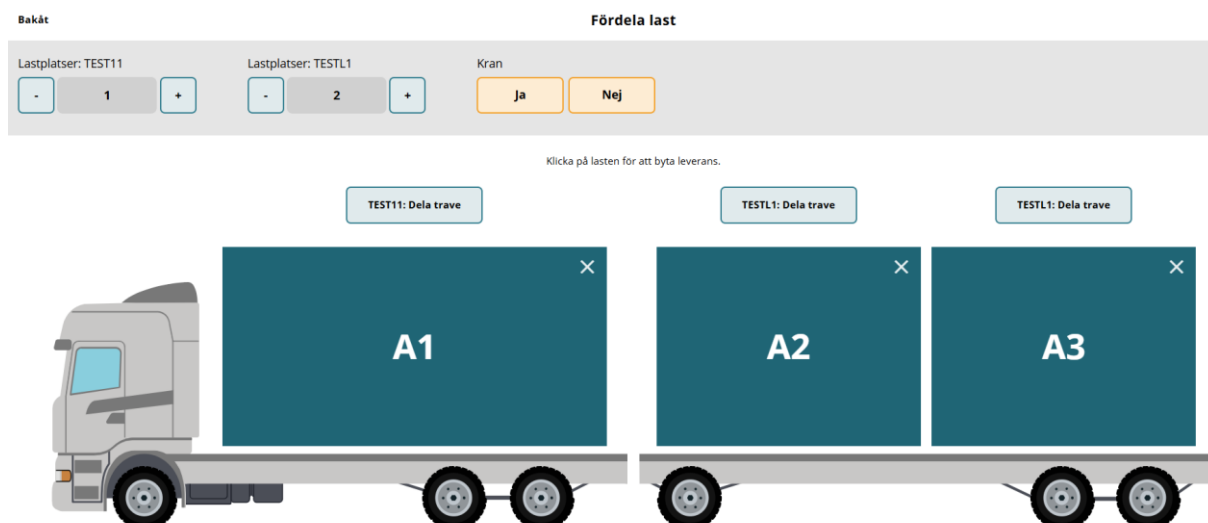 Bakåt
Fördela last
Lastplatser: TEST11
Lastplatser: TESTL1
Kran
- 1 +
- 2 +
Ja
Nej
Klicka på lasten för att byta leverans.
TEST11: Dela trave
TESTL1: Dela trave
TESTL1: Dela trave
A1
A2
A3